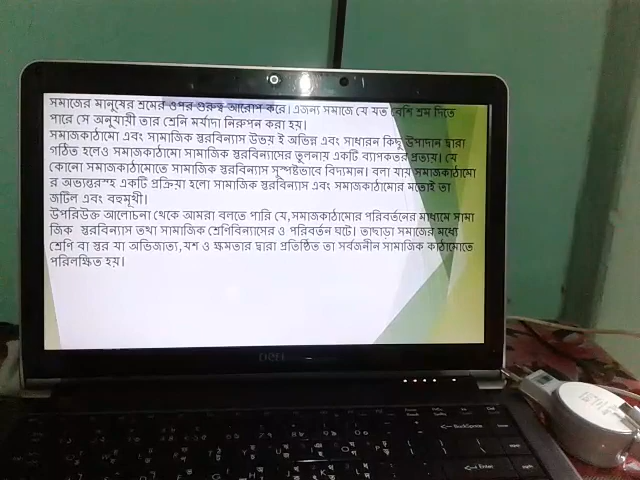 সমাজের মানুষের শ্রমের ওপর গুরুত্ব আরোপ করে। এজন্য সমাজে যে যত বেশি শ্রম দিতে
পারে সে অনুযায়ী তার শ্রেনি মর্যাদা নিরুপন করা হয়।
সমাজকাঠামো এবং সামাজিক স্তরবিন্যাস উভয় ই অভিন্ন এবং সাধারন কিছু উপাদান দ্বারা
গঠিত হলেও সমাজকাঠামো সামাজিক স্তরবিন্যাসের তুলনায় একটি ব্যাপকতর প্রত্যয়। যে
কোনো সমাজকাঠামোতে সামাজিক স্তরবিন্যাস সুস্পষ্টভাবে বিদ্যমান। বলা যায় সমাজকাঠামো
র অভ্যন্তরস্হ একটি প্রক্রিয়া হলো সামাজিক স্তরবিন্যাস এবং সমাজকাঠামোর মতোই তা
জটিল এবং বহুমূখী।
উপরিউক্ত আলোচনা থেকে আমরা বলতে পারি যে,সমাজকাঠামোর পরিবর্তনের মাধ্যমে সামা
জিক স্তরবিন্যাস তথা সামাজিক শ্রেণিবিন্যাসের ও পরিবর্তন ঘটে। তাছাড়া সমাজের মধ্যে
শ্রেণি বা স্তর যা অভিজাত্য,যশ ও ক্ষমতার দ্বারা প্রতিষ্ঠিত তা সর্বজনীন সামাজিক কাঠামোতে
পরিলক্ষিত হয়।
DELL
BackSpace
Enter